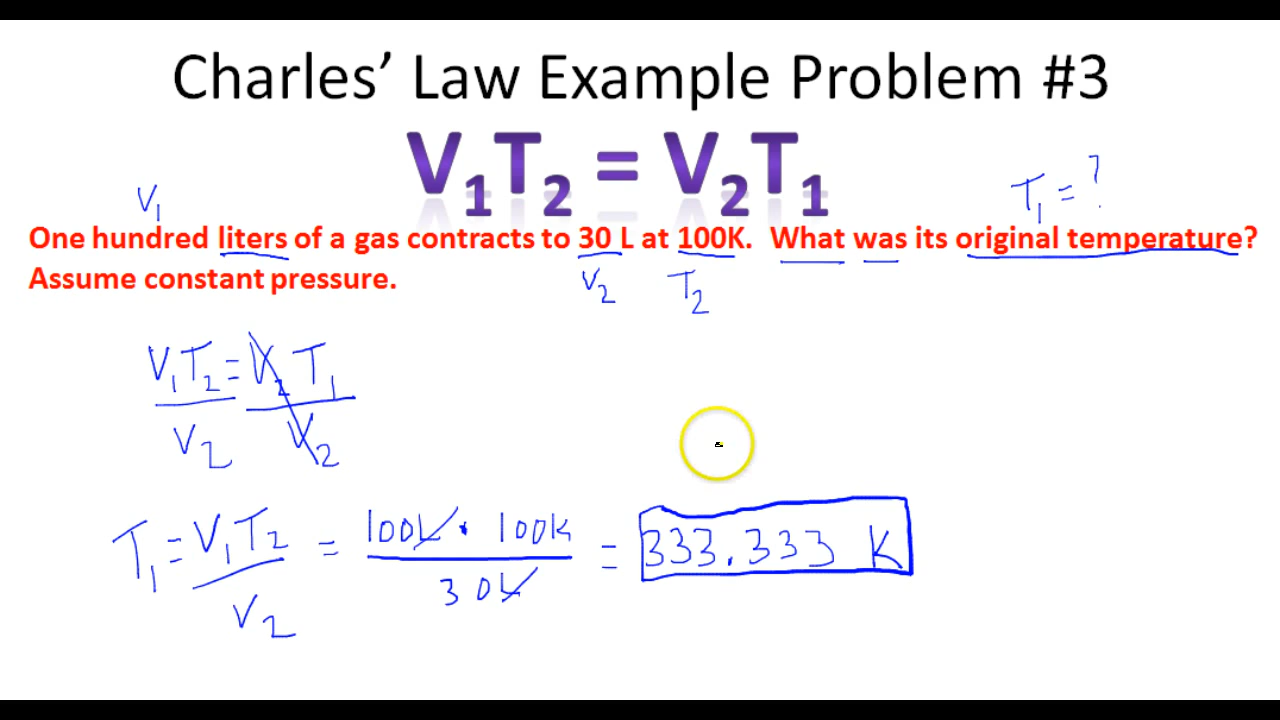 Charles' Law Example Problem #3
V₁T₂ = V₂T₁
V₁
T₁ = ?
One hundred liters of a gas contracts to 30 L at 100K. What was its original temperature?
Assume constant pressure.
V₂ T₂
V₁T₂ = V₂ T₁
V₂ V₂
T₁ = V₁T₂ = 100L · 100K = 333.333 K
V₂ 30L